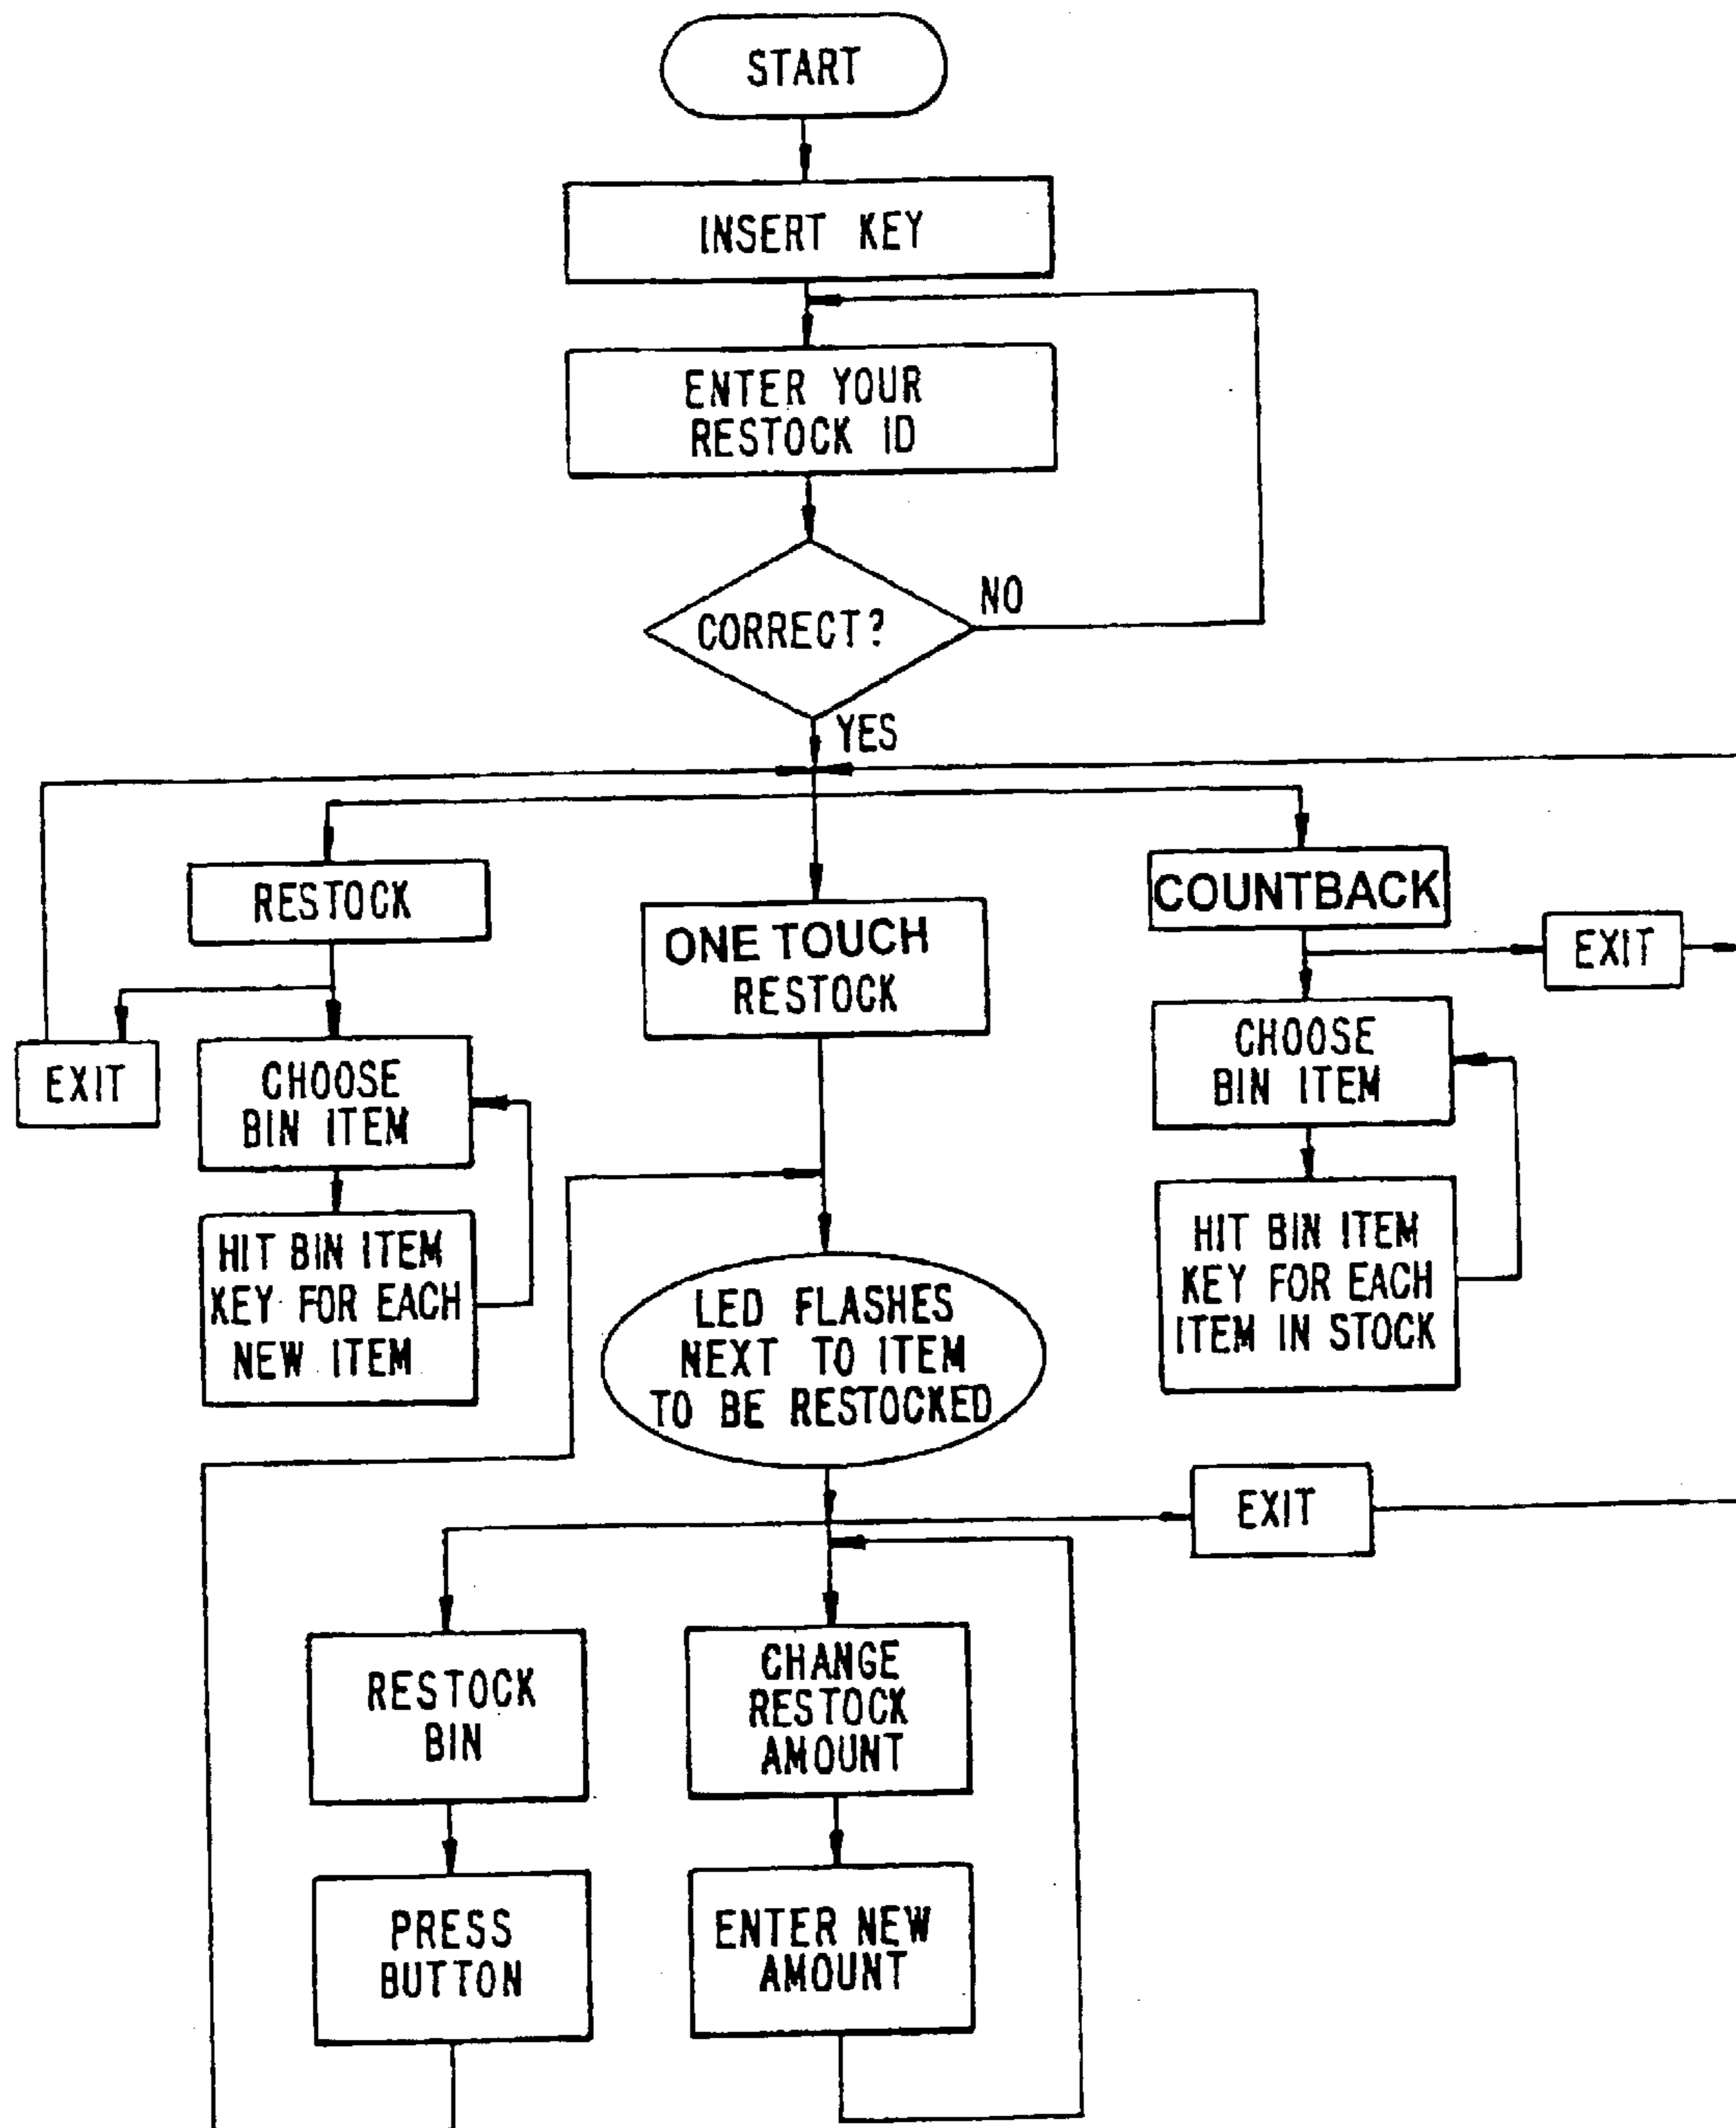 START
INSERT KEY
ENTER YOUR
RESTOCK ID
CORRECT?
NO
YES
RESTOCK
EXIT
CHOOSE
BIN ITEM
HIT BIN ITEM
KEY FOR EACH
NEW ITEM
ONE TOUCH
RESTOCK
COUNTBACK
EXIT
CHOOSE
BIN ITEM
HIT BIN ITEM
KEY FOR EACH
ITEM IN STOCK
LED FLASHES
NEXT TO ITEM
TO BE RESTOCKED
EXIT
RESTOCK
BIN
PRESS
BUTTON
CHANGE
RESTOCK
AMOUNT
ENTER NEW
AMOUNT